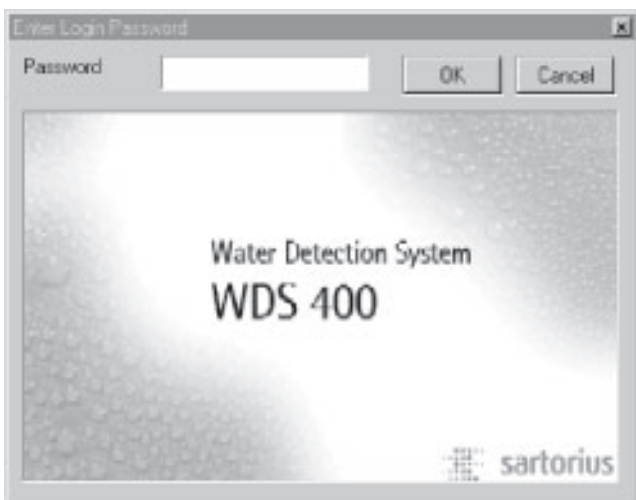 Enter Login Password
Password OK Cancel
Water Detection System
WDS 400
sartorius